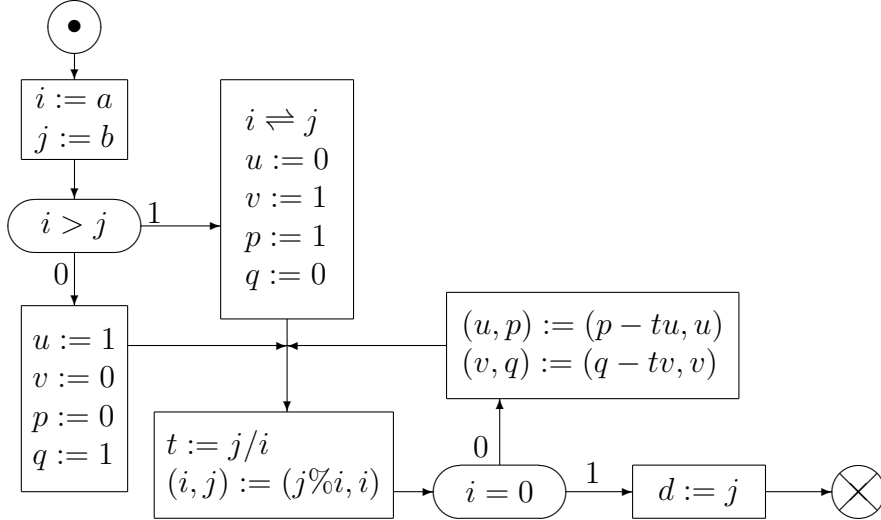 i := a
j := b
i > j
1
0
i ⇌ j
u := 0
v := 1
p := 1
q := 0
u := 1
v := 0
p := 0
q := 1
(u, p) := (p − tu, u)
(v, q) := (q − tv, v)
t := j/i
(i, j) := (j%i, i)
i = 0
0
1
d := j